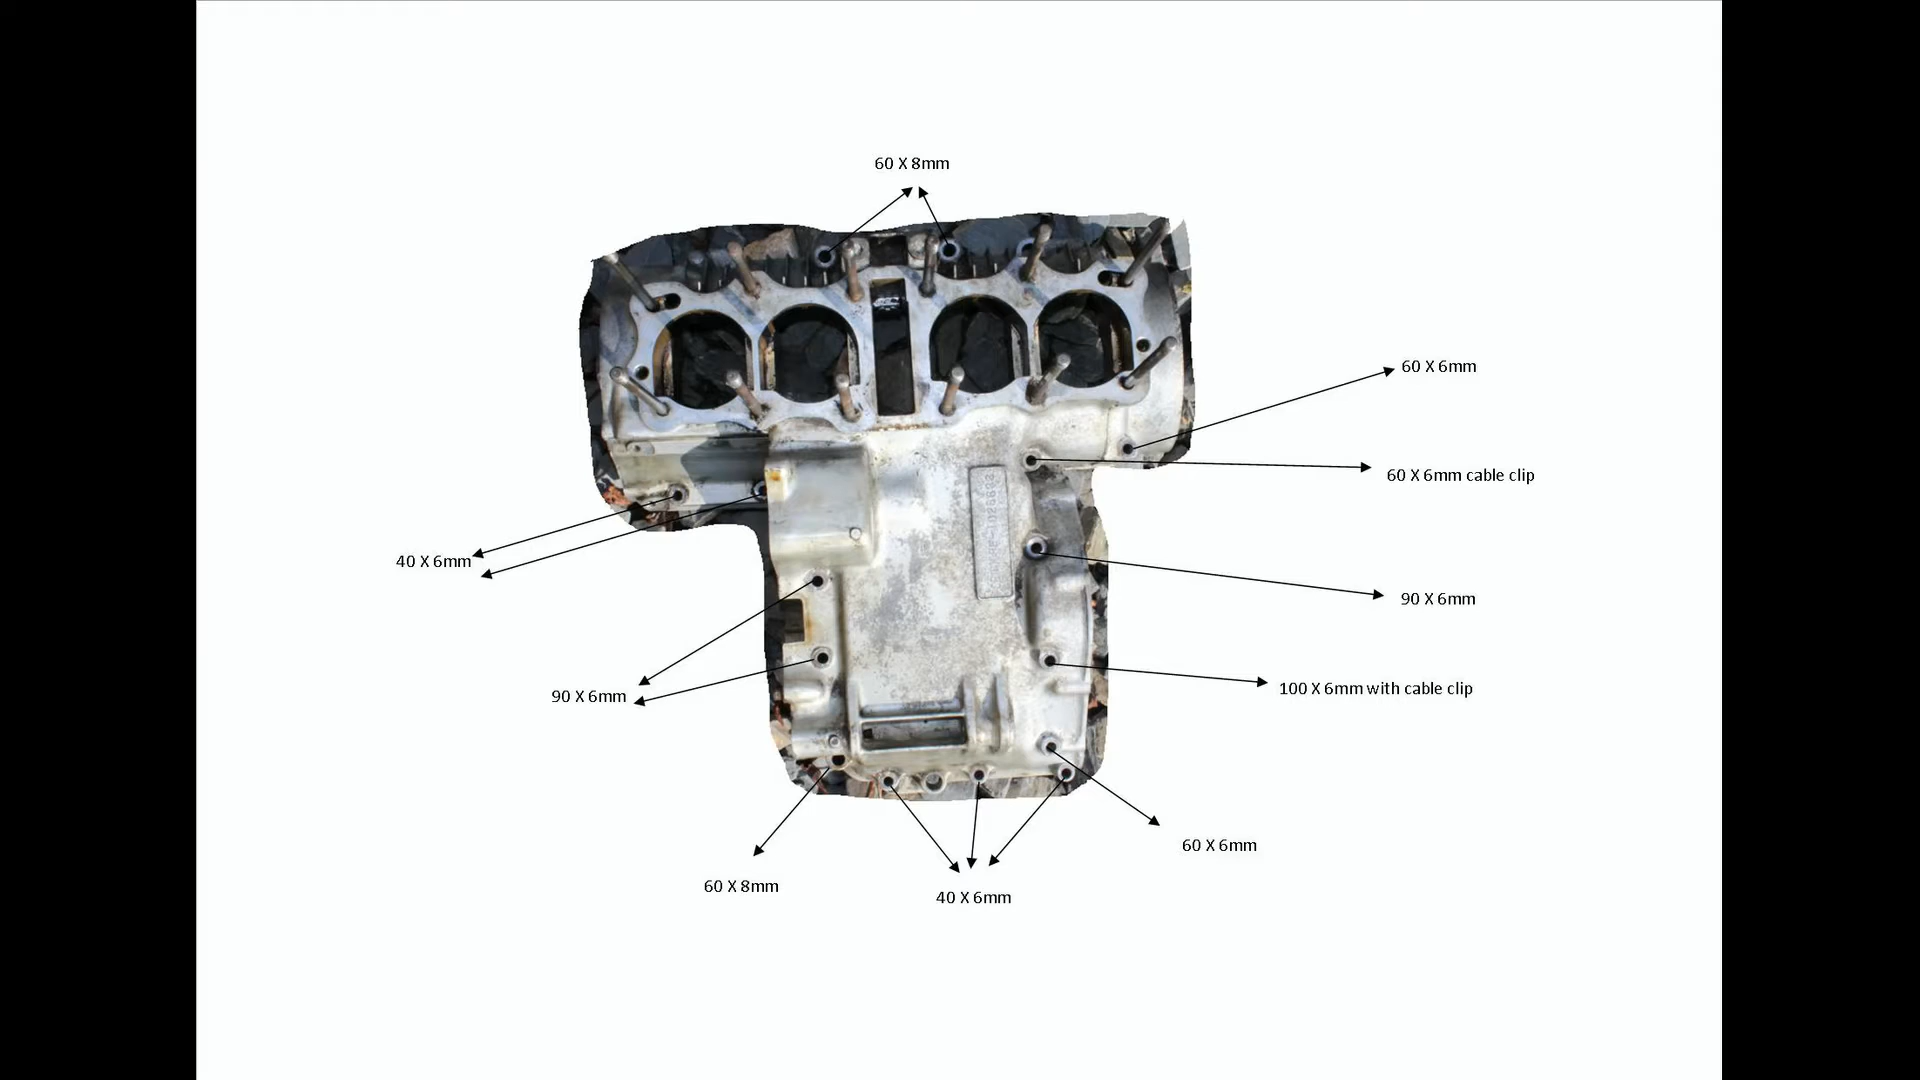 60 X 8mm
60 X 6mm
60 X 6mm cable clip
40 X 6mm
90 X 6mm
100 X 6mm with cable clip
90 X 6mm
60 X 6mm
60 X 8mm
40 X 6mm